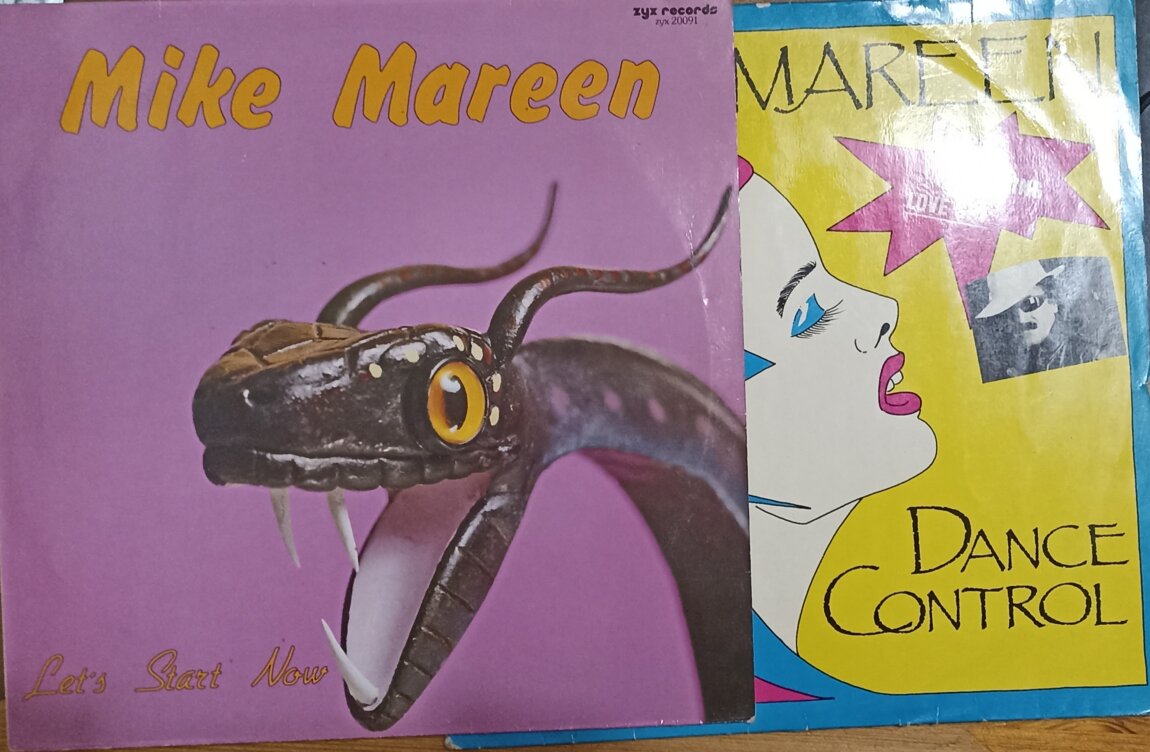 zyx records
zyx 20091
Mike Mareen
Let's Start Now
MAREEN
LOVE
DANCE
CONTROL